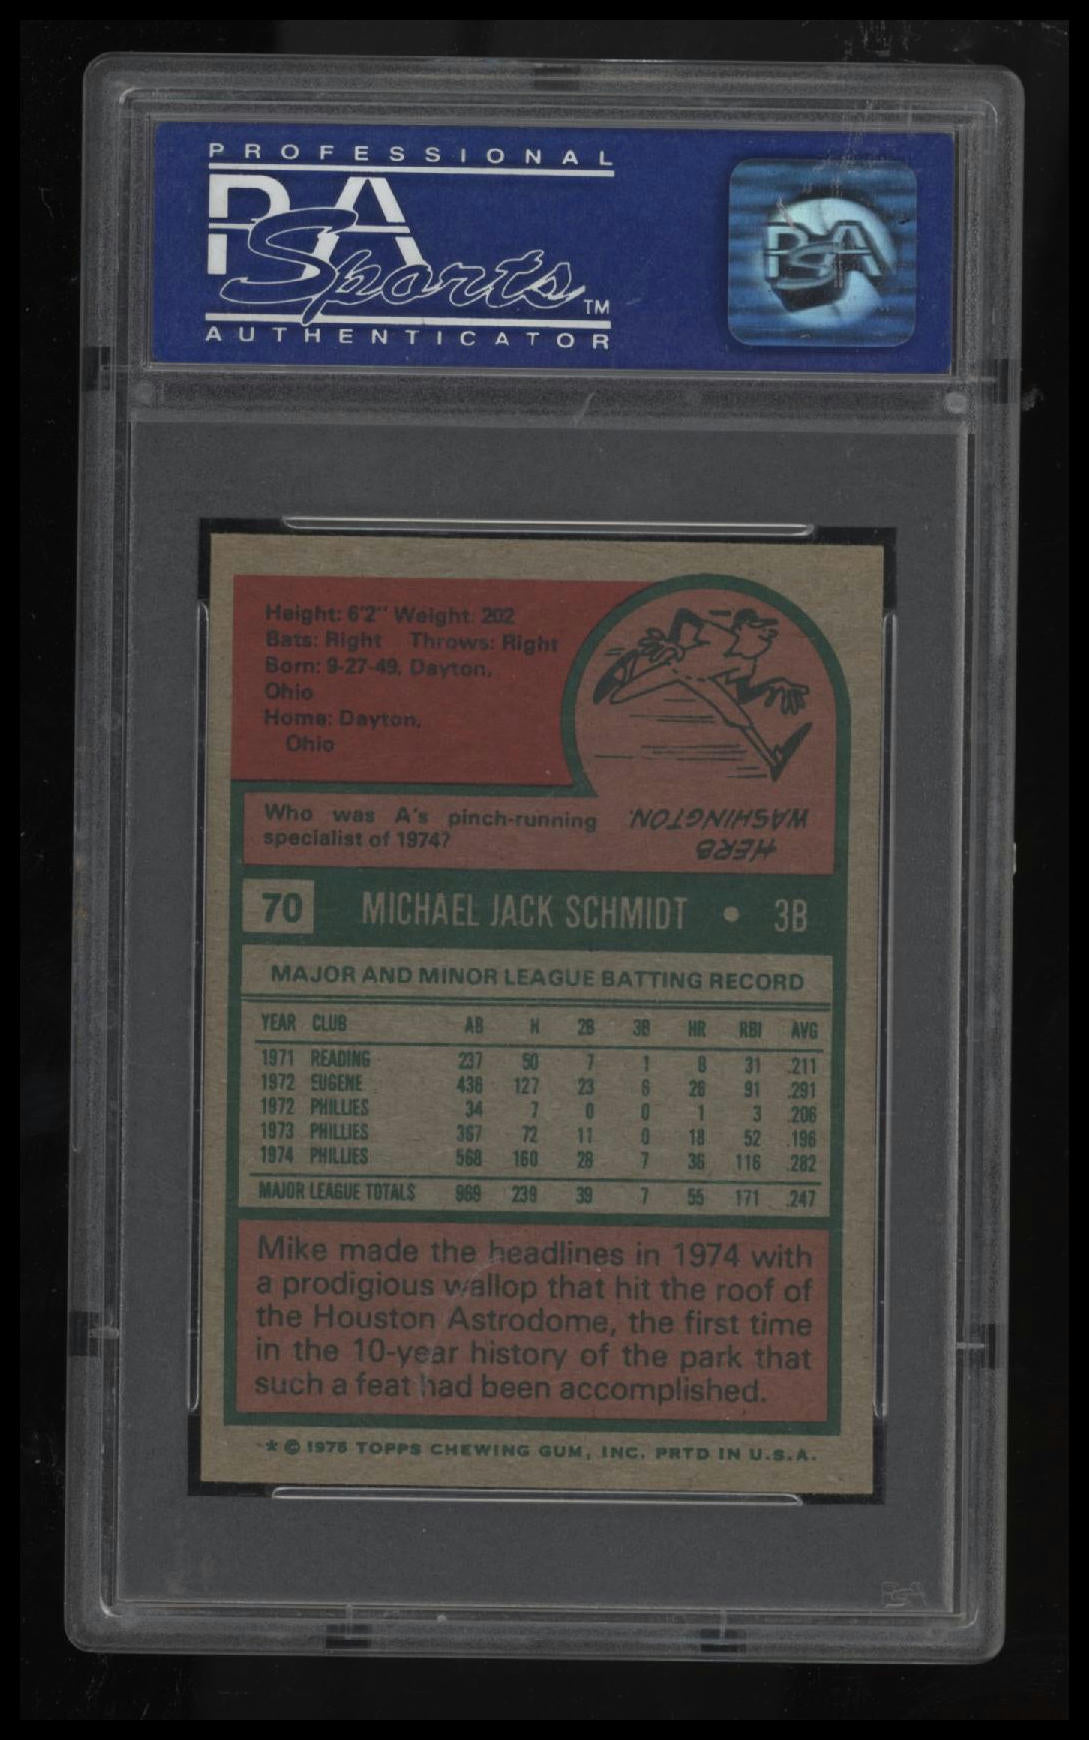 PROFESSIONAL
PSA
Sports TM
AUTHENTICATOR
PSA
Height: 6'2" Weight: 202
Bats: Right Throws: Right
Born: 9-27-49, Dayton,
Ohio
Home: Dayton,
Ohio
Who was A's pinch-running
specialist of 1974?
HERB
WASHINGTON.
70 MICHAEL JACK SCHMIDT • 3B
MAJOR AND MINOR LEAGUE BATTING RECORD
YEAR CLUB AB H 2B 3B HR RBI AVG
1971 READING 237 50 7 1 8 31 .211
1972 EUGENE 436 127 23 6 26 91 .291
1972 PHILLIES 34 7 0 0 1 3 .206
1973 PHILLIES 367 72 11 0 18 52 .196
1974 PHILLIES 568 160 28 7 36 116 .282
MAJOR LEAGUE TOTALS 969 239 39 7 55 171 .247
Mike made the headlines in 1974 with
a prodigious wallop that hit the roof of
the Houston Astrodome, the first time
in the 10-year history of the park that
such a feat had been accomplished.
* © 1975 TOPPS CHEWING GUM, INC. PRTD IN U.S.A.
PSA